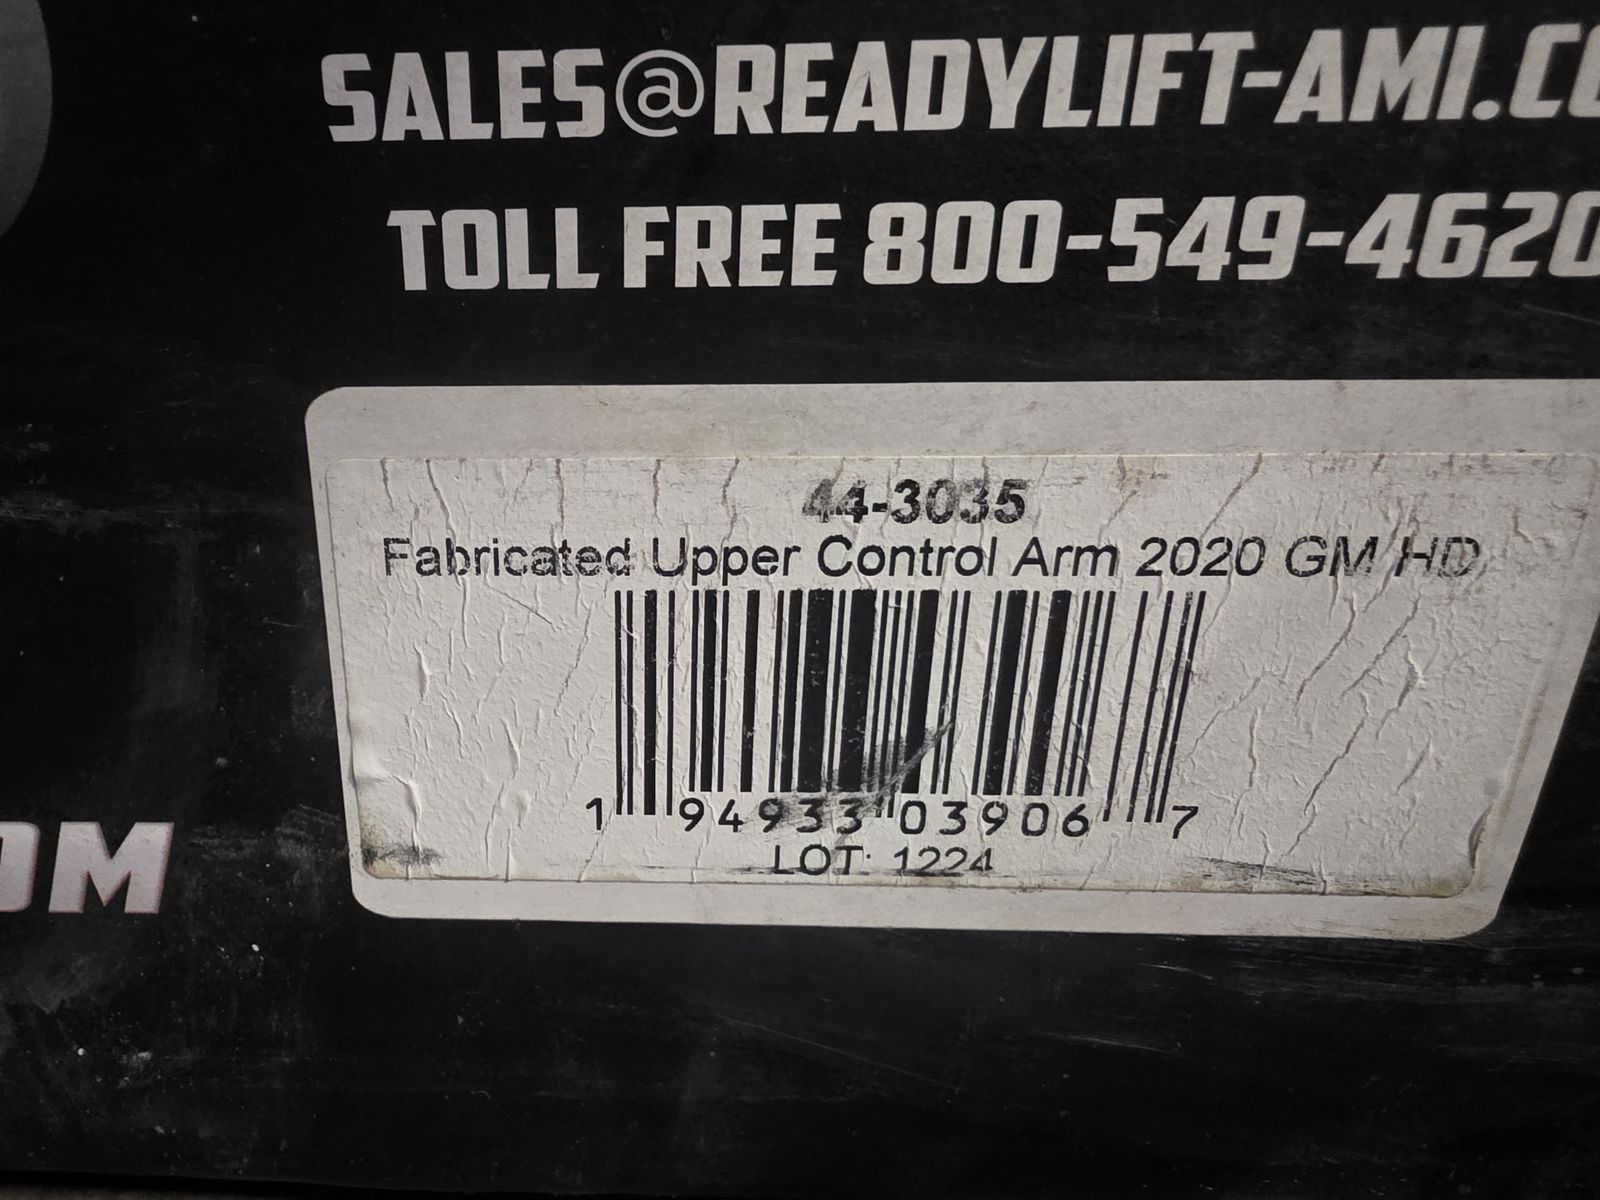 SALES@READYLIFT-AMI.CO
TOLL FREE 800-549-4620
44-3035
Fabricated Upper Control Arm 2020 GM HD
1 94933 03906 7
LOT: 1224
OM